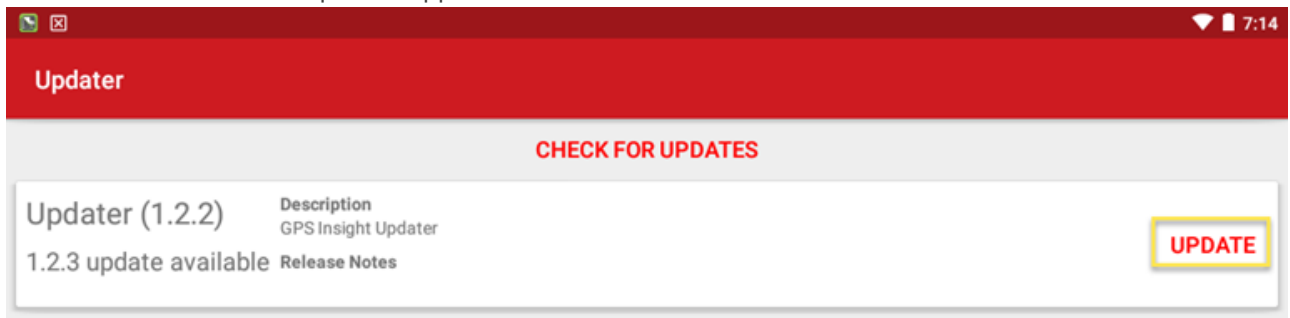 7:14
Updater
CHECK FOR UPDATES
Updater (1.2.2)
Description
GPS Insight Updater
1.2.3 update available
Release Notes
UPDATE